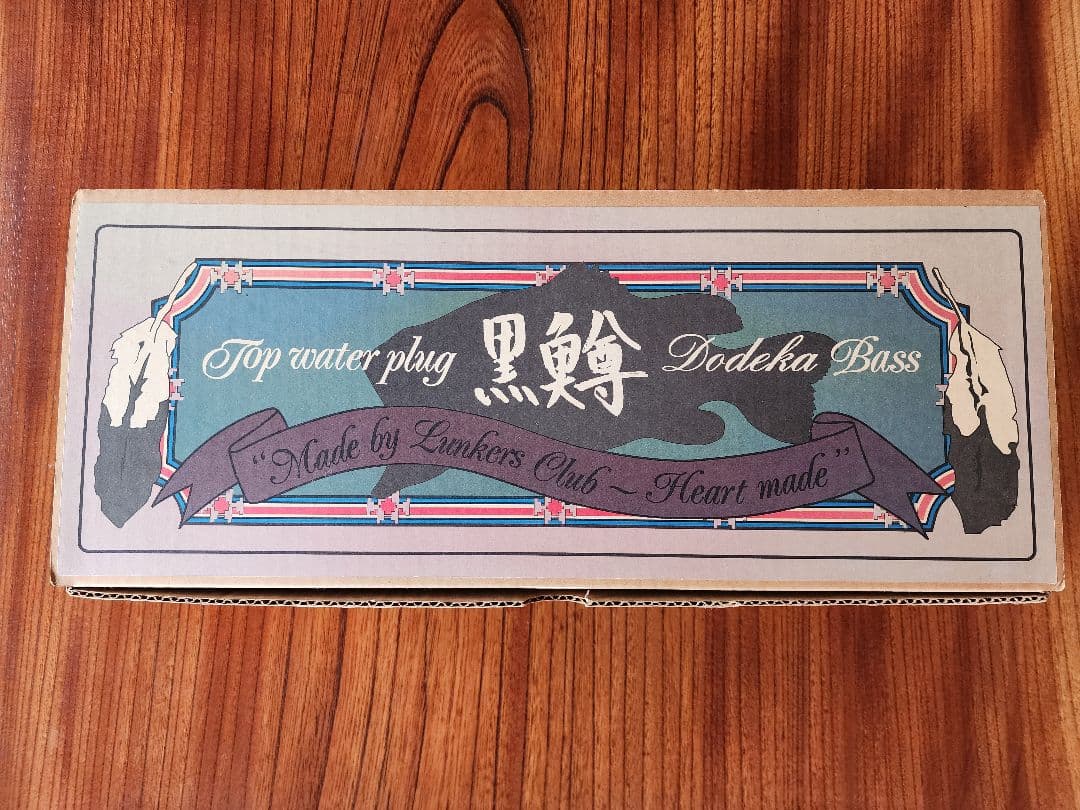 Top water plug 黒鱒 Dodeka Bass
"Made by Lunkers Club ~ Heart made"